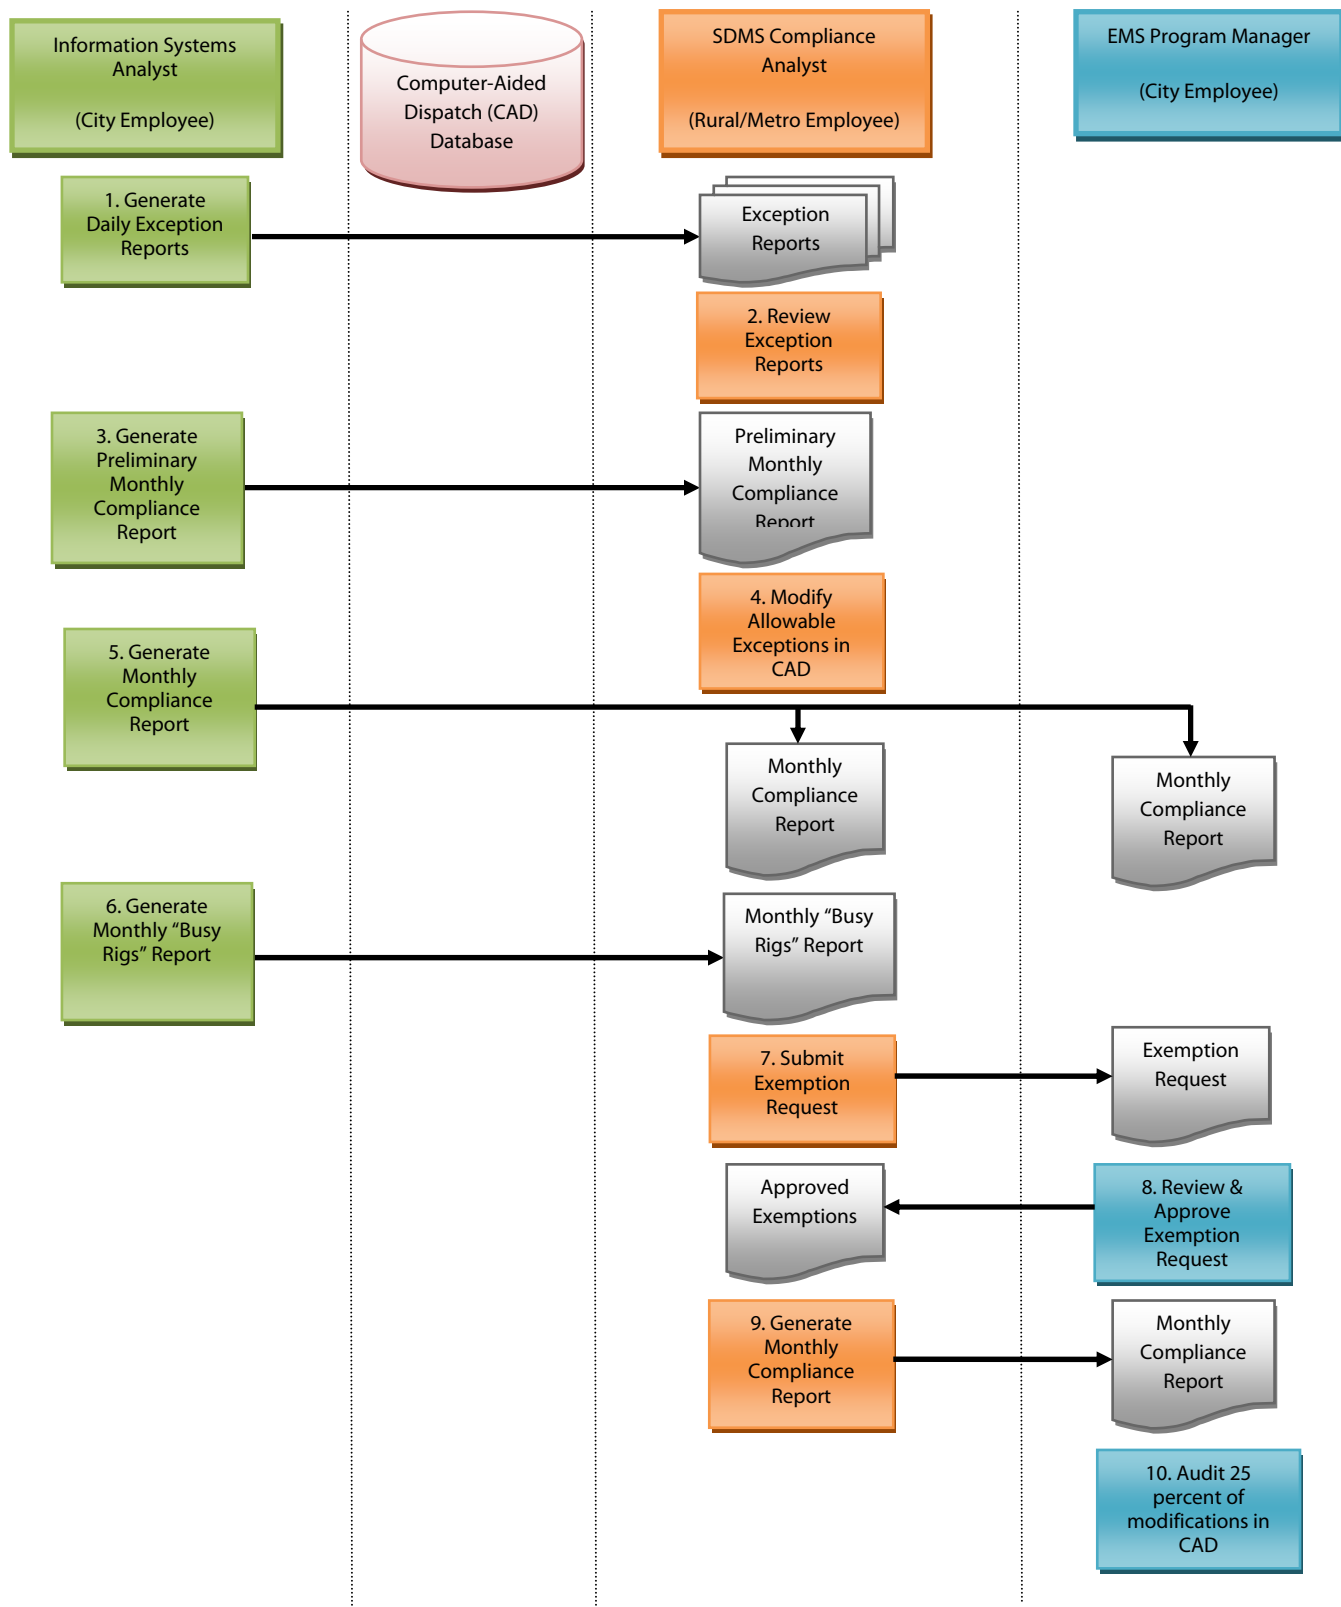 Information Systems
Analyst
(City Employee)
Computer-Aided
Dispatch (CAD)
Database
SDMS Compliance
Analyst
(Rural/Metro Employee)
EMS Program Manager
(City Employee)
1. Generate
Daily Exception
Reports
Exception
Reports
2. Review
Exception
Reports
3. Generate
Preliminary
Monthly
Compliance
Report
Preliminary
Monthly
Compliance
Report
4. Modify
Allowable
Exceptions in
CAD
5. Generate
Monthly
Compliance
Report
Monthly
Compliance
Report
Monthly
Compliance
Report
6. Generate
Monthly “Busy
Rigs” Report
Monthly “Busy
Rigs” Report
7. Submit
Exemption
Request
Exemption
Request
Approved
Exemptions
8. Review &
Approve
Exemption
Request
9. Generate
Monthly
Compliance
Report
Monthly
Compliance
Report
10. Audit 25
percent of
modifications in
CAD